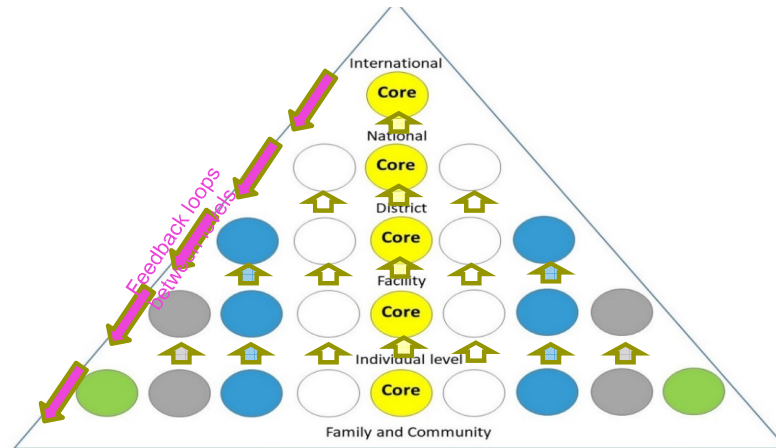 International
Core
National
Core
District
Core
Feedback loops
between levels
Facility
Core
Individual level
Core
Family and Community